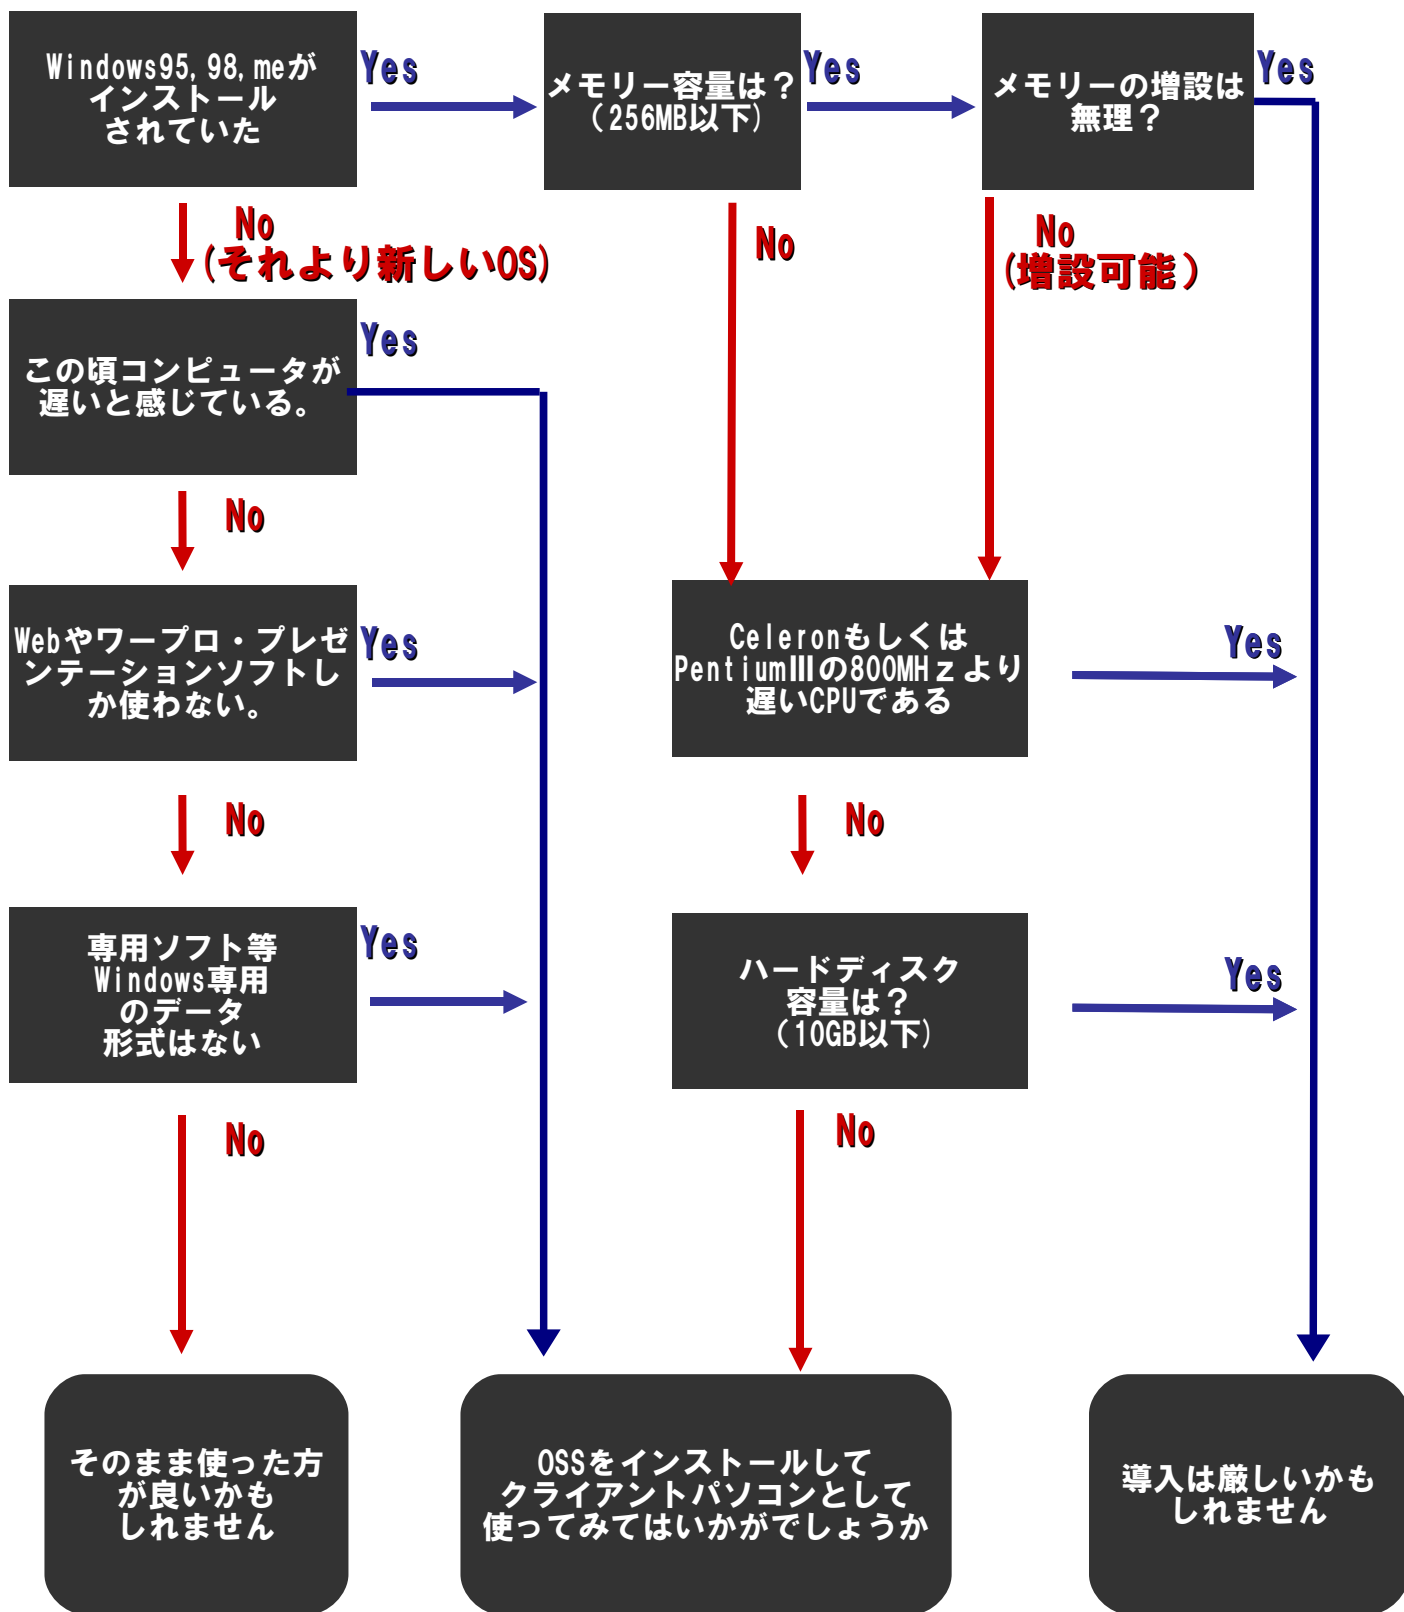 Windows95,98,meが
インストール
されていた
Yes
メモリー容量は？
（256MB以下）
Yes
メモリーの増設は
無理？
Yes
No
(それより新しいOS)
No
No
(増設可能）
この頃コンピュータが
遅いと感じている。
Yes
No
Webやワープロ・プレゼ
ンテーションソフトし
か使わない。
Yes
Celeronもしくは
PentiumⅢの800MHｚより
遅いCPUである
Yes
No
No
専用ソフト等
Windows専用
のデータ
形式はない
Yes
ハードディスク
容量は？
（10GB以下）
Yes
No
No
そのまま使った方
が良いかも
しれません
OSSをインストールして
クライアントパソコンとして
使ってみてはいかがでしょうか
導入は厳しいかも
しれません